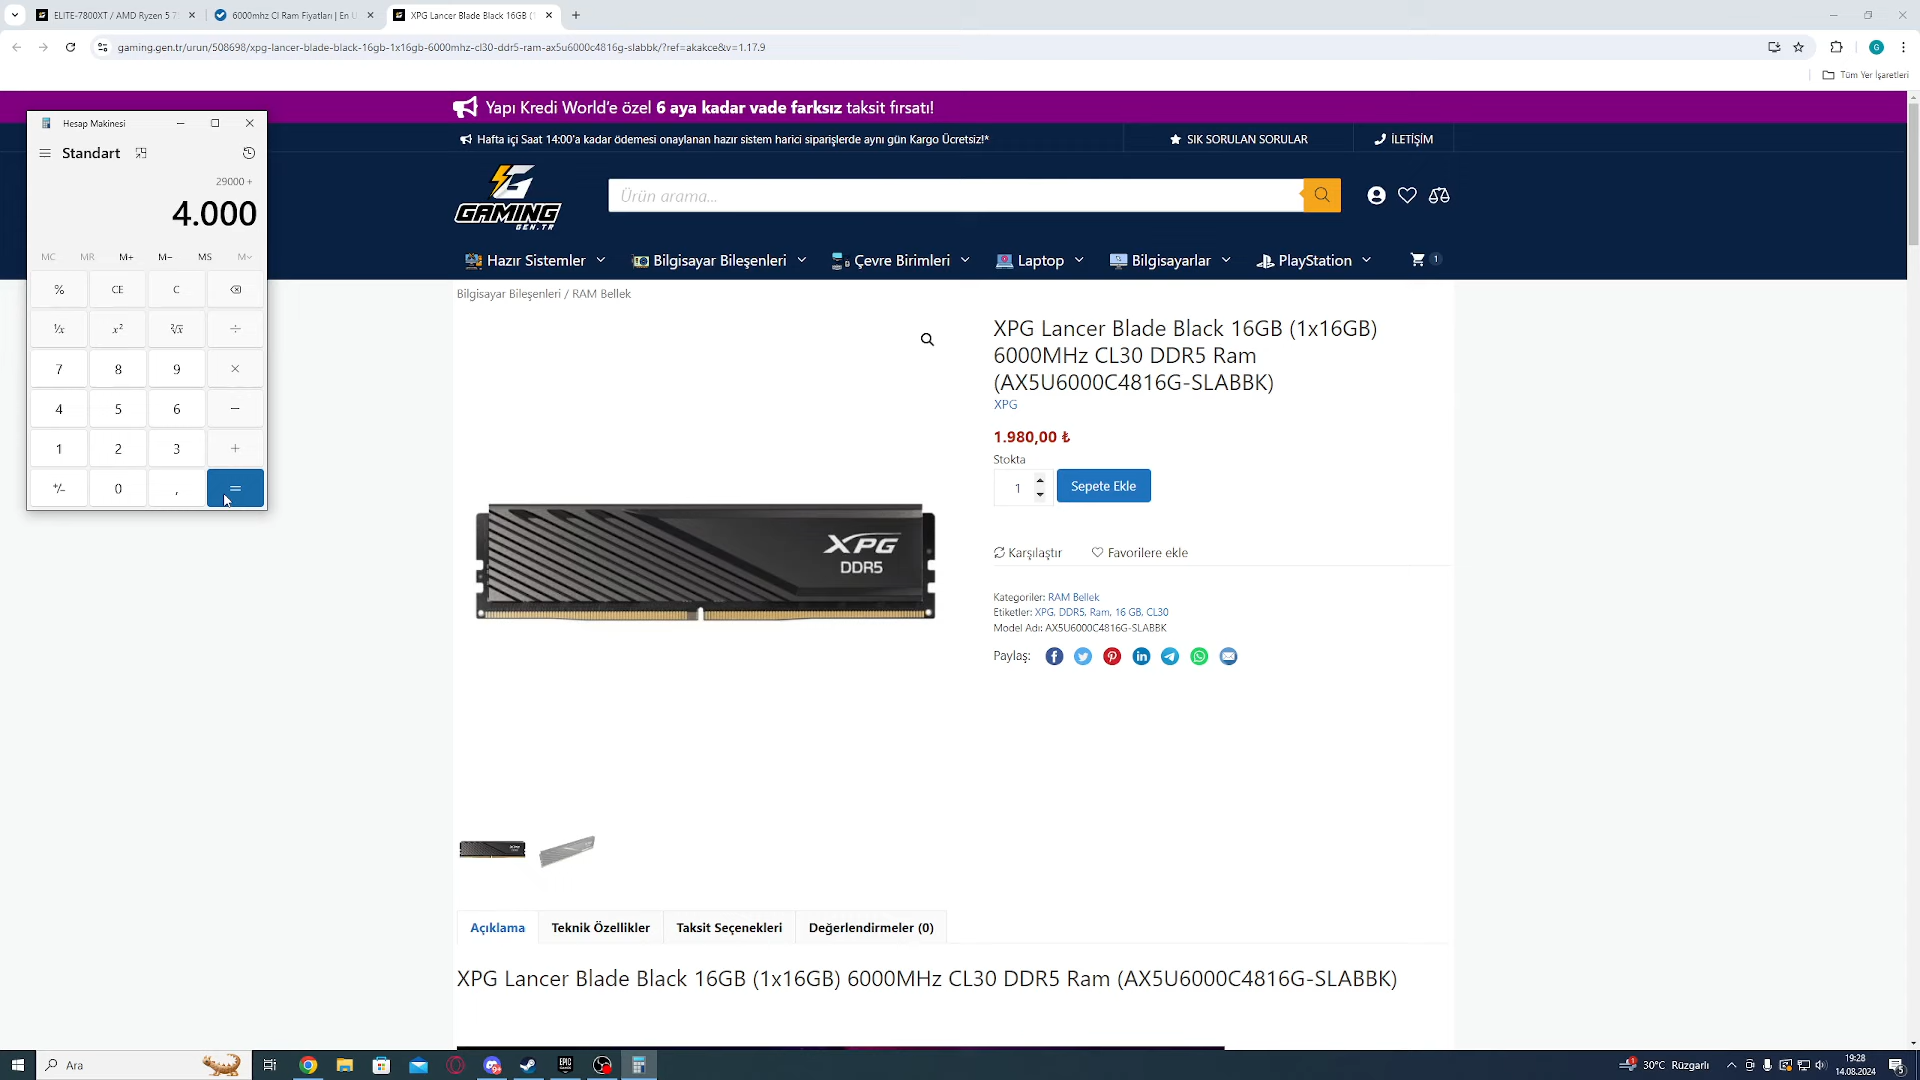 ELITE-7800XT / AMD Ryzen 5 7
6000mhz Cl Ram Fiyatları | En U
XPG Lancer Blade Black 16GB (1
gaming.gen.tr/urun/508698/xpg-lancer-blade-black-16gb-1x16gb-6000mhz-cl30-ddr5-ram-ax5u6000c4816g-slabbk/?ref=akakce&v=1.17.9
G
Tüm Yer İşaretleri
Yapı Kredi World'e özel 6 aya kadar vade farksız taksit fırsatı!
Hafta içi Saat 14:00'a kadar ödemesi onaylanan hazır sistem harici siparişlerde aynı gün Kargo Ücretsiz!*
SIK SORULAN SORULAR
İLETİŞİM
GAMING
GEN.TR
Ürün arama...
Hazır Sistemler
Bilgisayar Bileşenleri
Çevre Birimleri
Laptop
Bilgisayarlar
PlayStation
1
Hesap Makinesi
Standart
29000 +
4.000
MC MR M+ M− MS M˅
% CE C
¹/x x² ²√x ÷
7 8 9 ×
4 5 6 −
1 2 3 +
+/− 0 , =
Bilgisayar Bileşenleri / RAM Bellek
XPG Lancer Blade Black 16GB (1x16GB)
6000MHz CL30 DDR5 Ram
(AX5U6000C4816G-SLABBK)
XPG
1.980,00 ₺
Stokta
1
Sepete Ekle
Karşılaştır
Favorilere ekle
Kategoriler: RAM Bellek
Etiketler: XPG, DDR5, Ram, 16 GB, CL30
Model Adı: AX5U6000C4816G-SLABBK
Paylaş:
XPG
DDR5
Açıklama
Teknik Özellikler
Taksit Seçenekleri
Değerlendirmeler (0)
XPG Lancer Blade Black 16GB (1x16GB) 6000MHz CL30 DDR5 Ram (AX5U6000C4816G-SLABBK)
Ara
30°C Rüzgarlı
19:28
14.08.2024
5